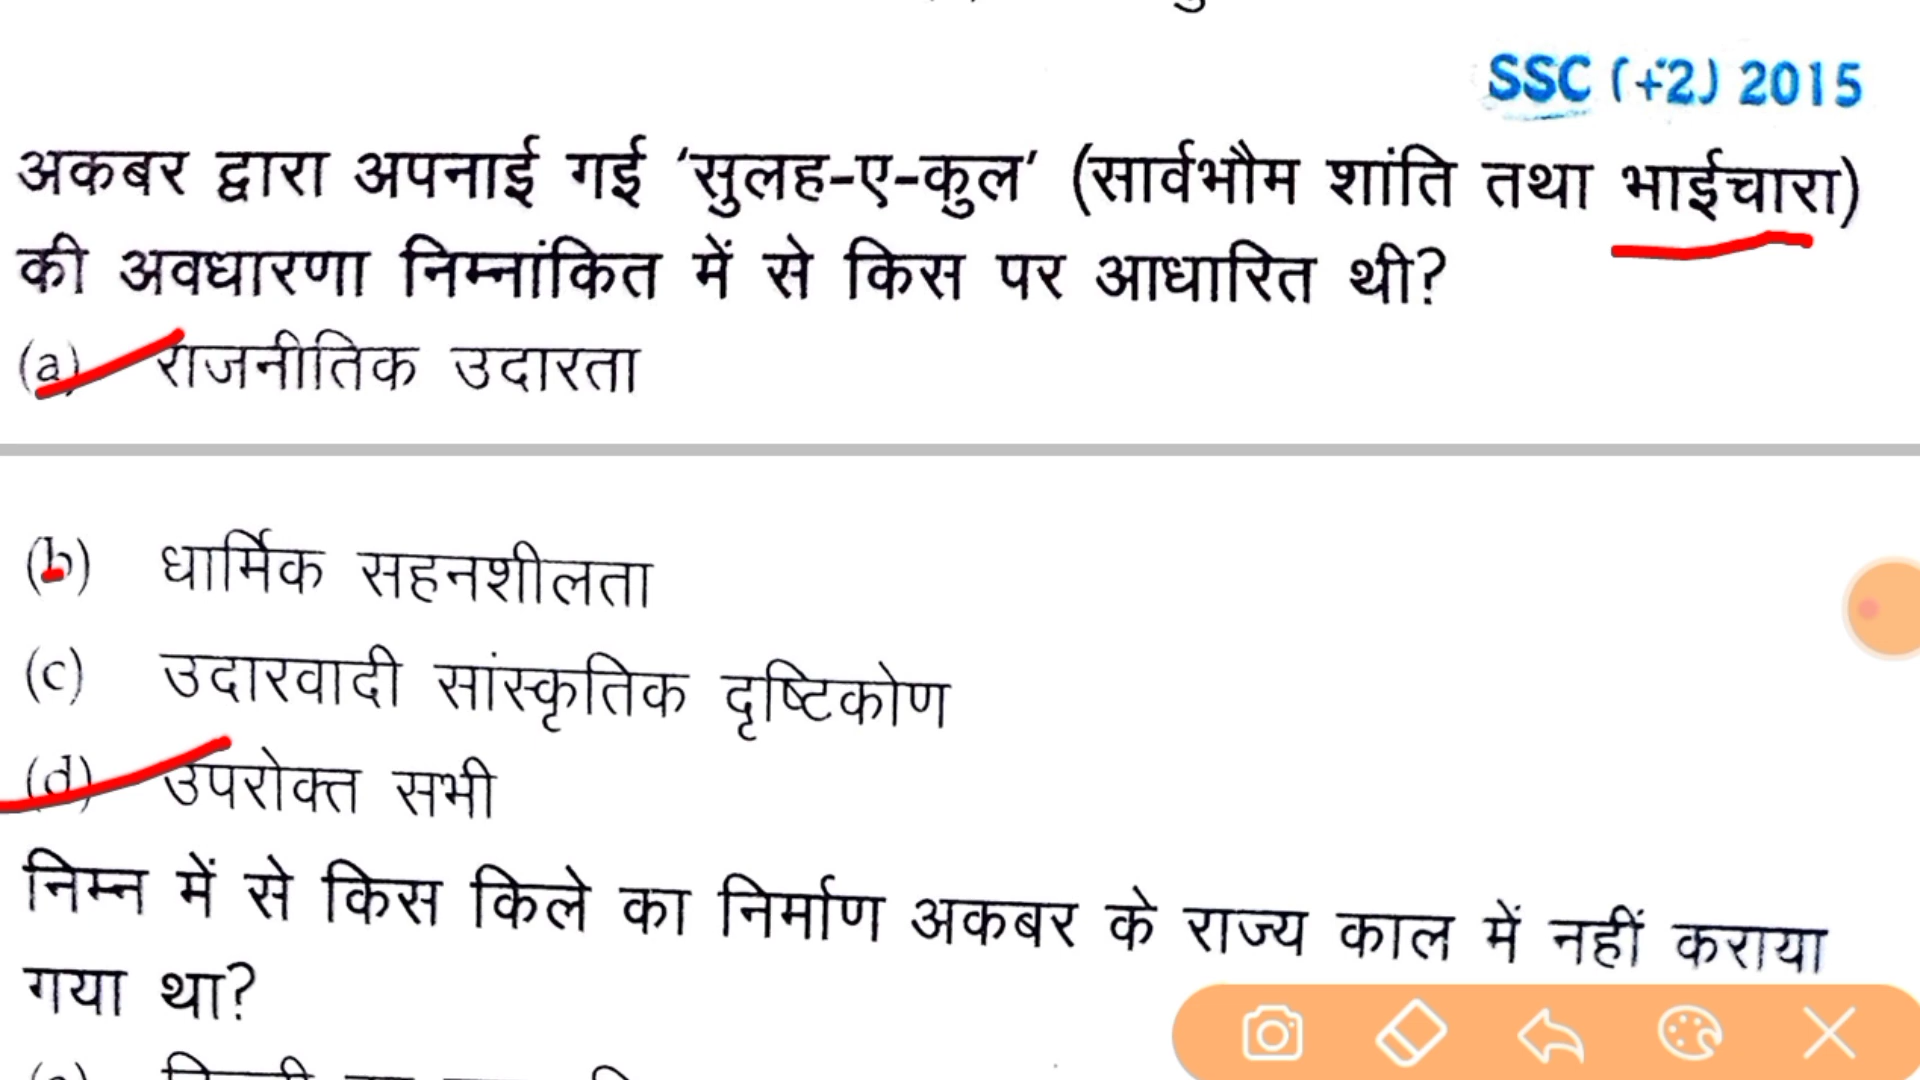 SSC (+2) 2015
अकबर द्वारा अपनाई गई ‘सुलह-ए-कुल’ (सार्वभौम शांति तथा भाईचारा)
की अवधारणा निम्नांकित में से किस पर आधारित थी?
(a) राजनीतिक उदारता
(b) धार्मिक सहनशीलता
(c) उदारवादी सांस्कृतिक दृष्टिकोण
(d) उपरोक्त सभी
निम्न में से किस किले का निर्माण अकबर के राज्य काल में नहीं कराया
गया था?